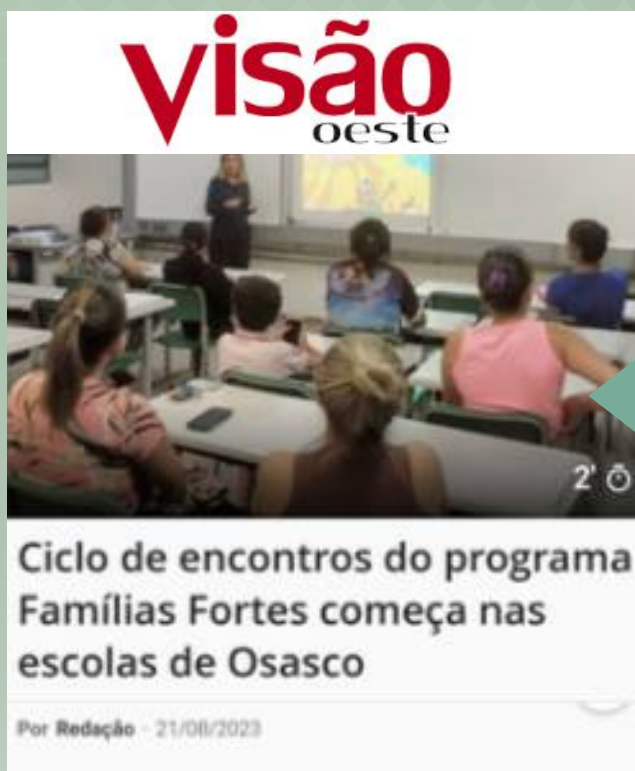 visão
oeste
2'
Ciclo de encontros do programa
Famílias Fortes começa nas
escolas de Osasco
Por Redação - 21/08/2023